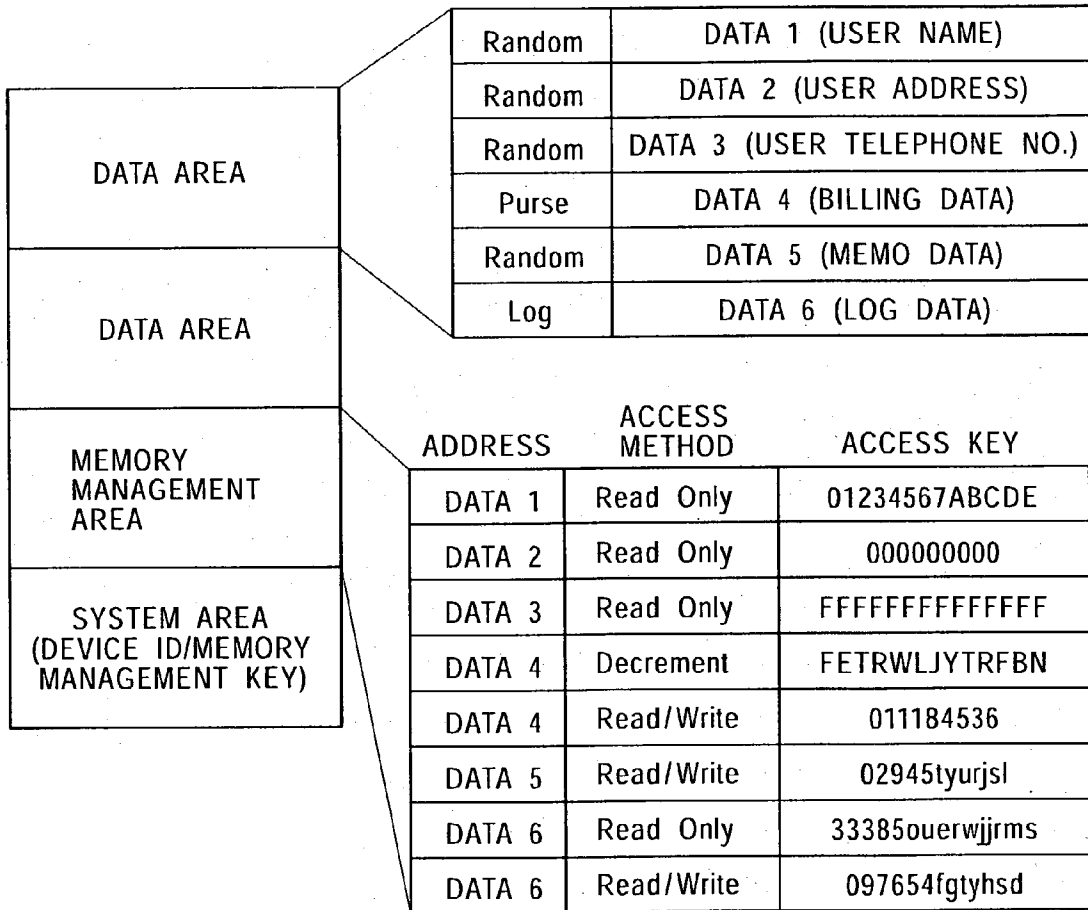 DATA AREA
DATA AREA
MEMORY
MANAGEMENT
AREA
SYSTEM AREA
(DEVICE ID/MEMORY
MANAGEMENT KEY)
Random DATA 1 (USER NAME)
Random DATA 2 (USER ADDRESS)
Random DATA 3 (USER TELEPHONE NO.)
Purse DATA 4 (BILLING DATA)
Random DATA 5 (MEMO DATA)
Log DATA 6 (LOG DATA)
ADDRESS ACCESS METHOD ACCESS KEY
DATA 1 Read Only 01234567ABCDE
DATA 2 Read Only 000000000
DATA 3 Read Only FFFFFFFFFFFFFF
DATA 4 Decrement FETRWLJYTRFBN
DATA 4 Read/Write 011184536
DATA 5 Read/Write 02945tyurjsl
DATA 6 Read Only 33385ouerwjjrms
DATA 6 Read/Write 097654fgtyhsd